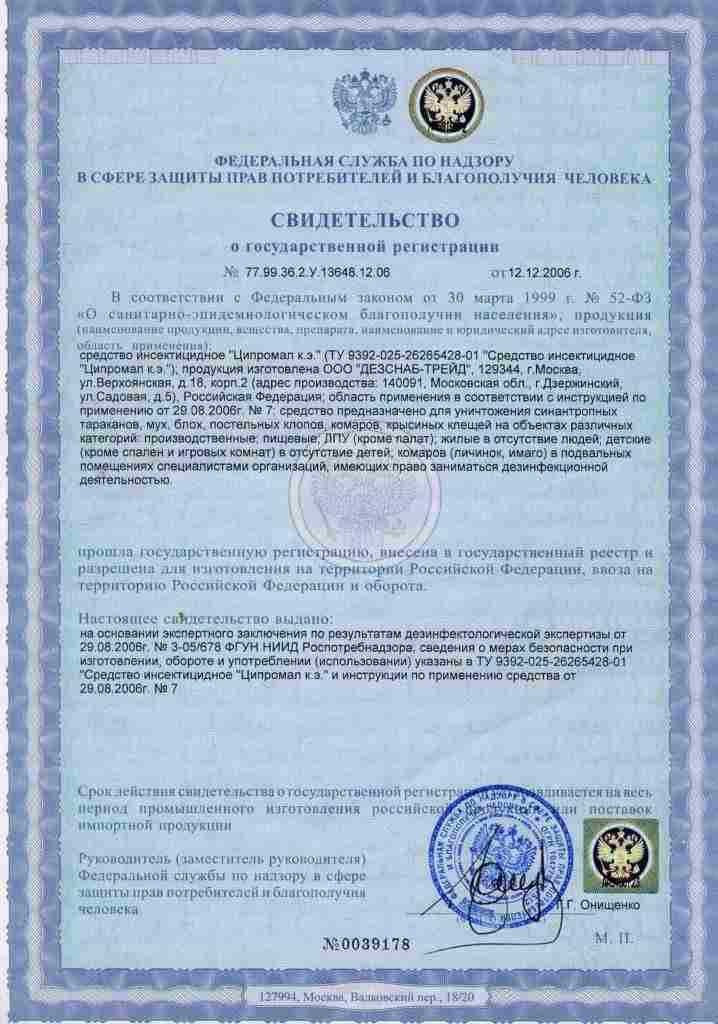 ФЕДЕРАЛЬНАЯ СЛУЖБА ПО НАДЗОРУ
В СФЕРЕ ЗАЩИТЫ ПРАВ ПОТРЕБИТЕЛЕЙ И БЛАГОПОЛУЧИЯ ЧЕЛОВЕКА
СВИДЕТЕЛЬСТВО
о государственной регистрации
№ 77.99.36.2.У.13648.12.06 от 12.12.2006 г.
В соответствии с Федеральным законом от 30 марта 1999 г. № 52-ФЗ
«О санитарно-эпидемиологическом благополучии населения», продукция
(наименование продукции, вещества, препарата, наименование и юридический адрес изготовителя,
область применения):
средство инсектицидное "Ципромал к.э." (ТУ 9392-025-26265428-01 "Средство инсектицидное
"Ципромал к.э."); продукция изготовлена ООО "ДЕЗСНАБ-ТРЕЙД", 129344, г.Москва,
ул.Верхоянская, д.18, корп.2 (адрес производства: 140091, Московская обл., г.Дзержинский,
ул.Садовая, д.5), Российская Федерация; область применения в соответствии с инструкцией по
применению от 29.08.2006г. № 7: средство предназначено для уничтожения синантропных
тараканов, мух, блох, постельных клопов, комаров, крысиных клещей на объектах различных
категорий: производственные; пищевые; ЛПУ (кроме палат); жилые в отсутствие людей; детские
(кроме спален и игровых комнат) в отсутствие детей; комаров (личинок, имаго) в подвальных
помещениях специалистами организаций, имеющих право заниматься дезинфекционной
деятельностью.
прошла государственную регистрацию, внесена в государственный реестр и
разрешена для изготовления на территории Российской Федерации, ввоза на
территорию Российской Федерации и оборота.
Настоящее свидетельство выдано:
на основании экспертного заключения по результатам дезинфектологической экспертизы от
29.08.2006г. № 3-05/678 ФГУН НИИД Роспотребнадзора, сведения о мерах безопасности при
изготовлении, обороте и употреблении (использовании) указаны в ТУ 9392-025-26265428-01
"Средство инсектицидное "Ципромал к.э." и инструкции по применению средства от
29.08.2006г. № 7
Срок действия свидетельства о государственной на весь
период промышленного изготовления российской поставок
импортной продукции
Руководитель (заместитель руководителя)
Федеральной службы по надзору в сфере
защиты прав потребителей и благополучия
человека
Г.Г. Онищенко
№0039178
М. П.
127994, Москва, Вадковский пер., 18/20